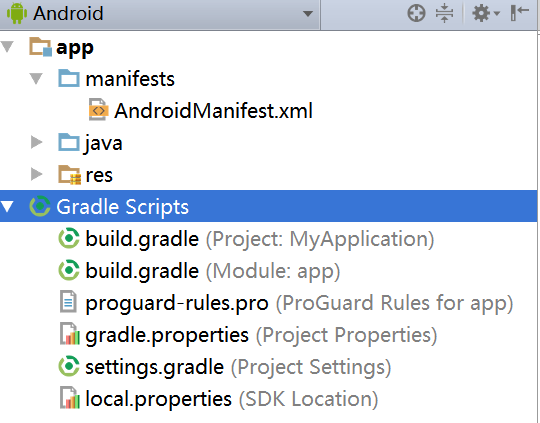 Android
app
manifests
AndroidManifest.xml
java
res
Gradle Scripts
build.gradle (Project: MyApplication)
build.gradle (Module: app)
proguard-rules.pro (ProGuard Rules for app)
gradle.properties (Project Properties)
settings.gradle (Project Settings)
local.properties (SDK Location)